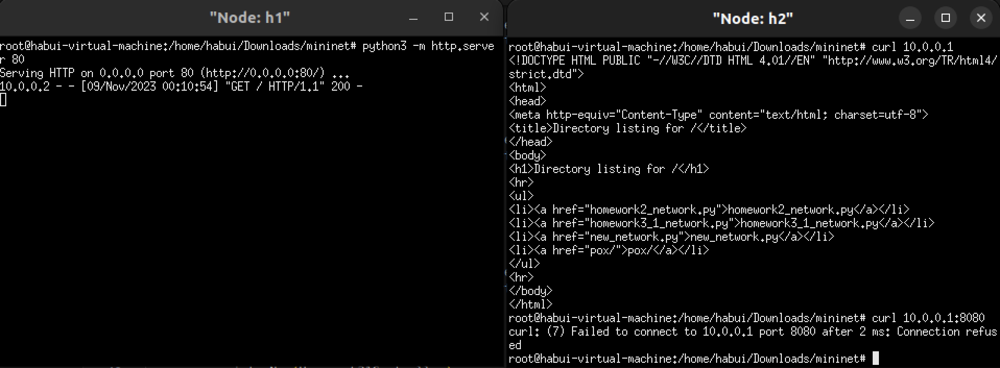 "Node: h1"
root@habui-virtual-machine:/home/habui/Downloads/mininet# python3 -m http.serve
r 80
Serving HTTP on 0.0.0.0 port 80 (http://0.0.0.0:80/) ...
10.0.0.2 - - [09/Nov/2023 00:10:54] "GET / HTTP/1.1" 200 -
"Node: h2"
root@habui-virtual-machine:/home/habui/Downloads/mininet# curl 10.0.0.1
<!DOCTYPE HTML PUBLIC "-//W3C//DTD HTML 4.01//EN" "http://www.w3.org/TR/html4/
strict.dtd">
<html>
<head>
<meta http-equiv="Content-Type" content="text/html; charset=utf-8">
<title>Directory listing for /</title>
</head>
<body>
<h1>Directory listing for /</h1>
<hr>
<ul>
<li><a href="homework2_network.py">homework2_network.py</a></li>
<li><a href="homework3_1_network.py">homework3_1_network.py</a></li>
<li><a href="new_network.py">new_network.py</a></li>
<li><a href="pox/">pox/</a></li>
</ul>
<hr>
</body>
</html>
root@habui-virtual-machine:/home/habui/Downloads/mininet# curl 10.0.0.1:8080
curl: (7) Failed to connect to 10.0.0.1 port 8080 after 2 ms: Connection refus
ed
root@habui-virtual-machine:/home/habui/Downloads/mininet#